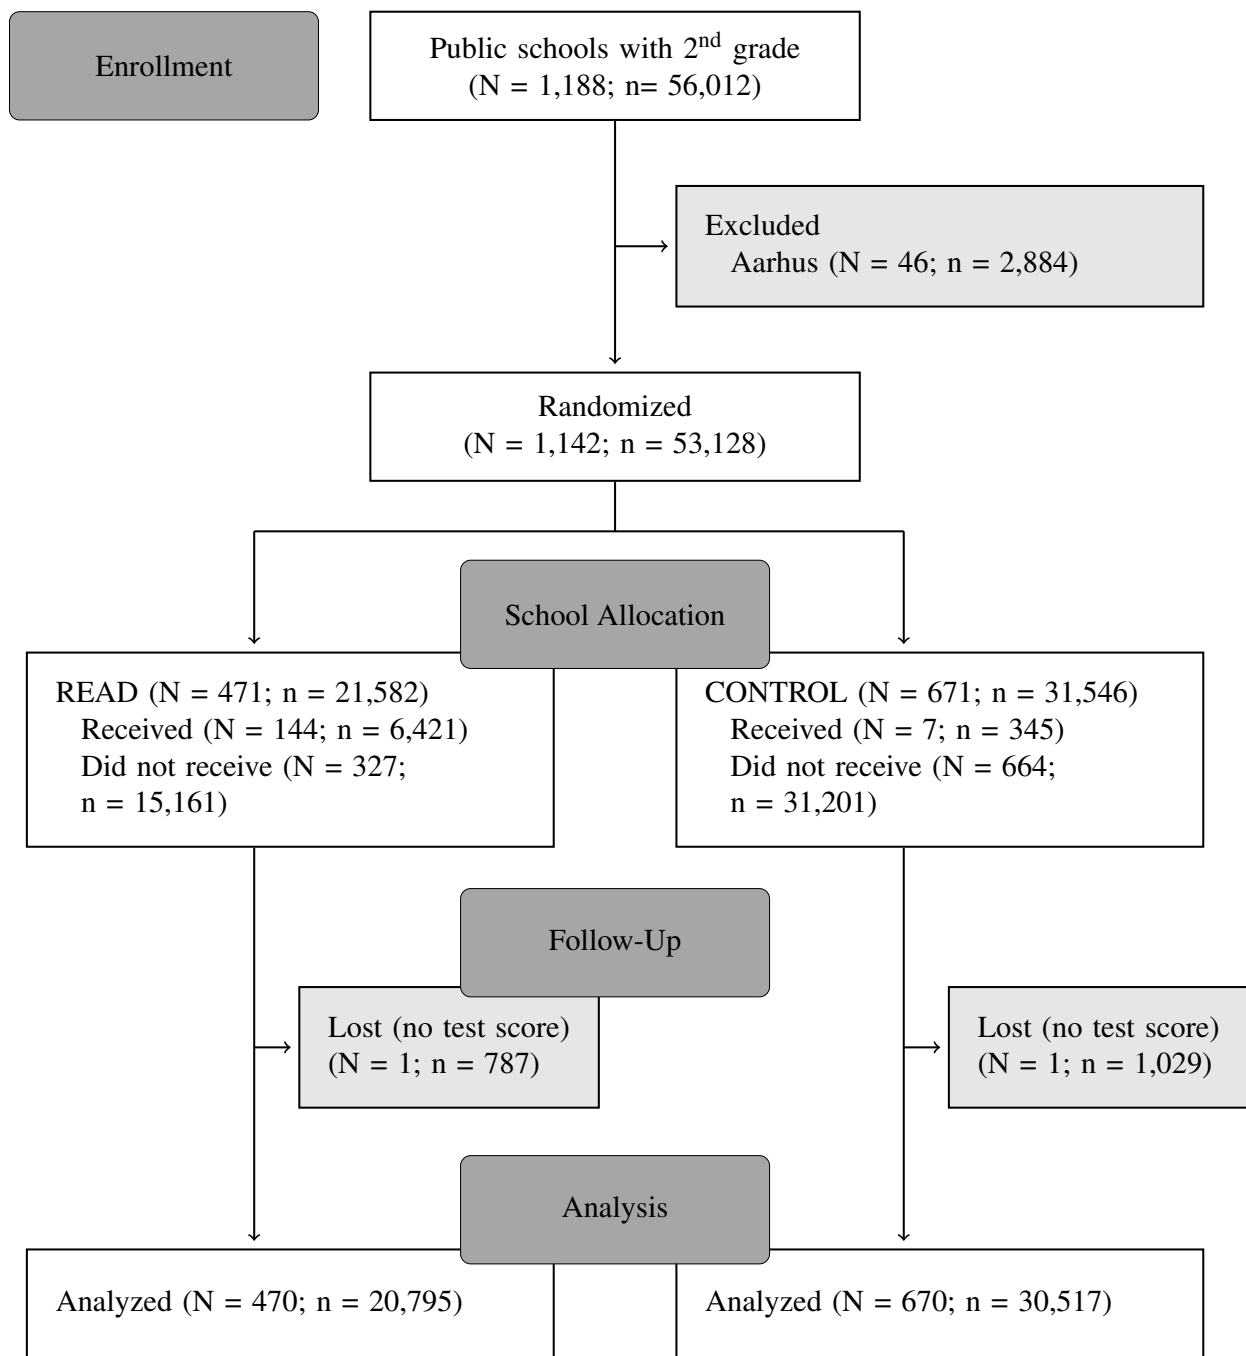 Enrollment
Public schools with 2nd grade
(N = 1,188; n= 56,012)
Excluded
Aarhus (N = 46; n = 2,884)
Randomized
(N = 1,142; n = 53,128)
School Allocation
READ (N = 471; n = 21,582)
Received (N = 144; n = 6,421)
Did not receive (N = 327;
n = 15,161)
CONTROL (N = 671; n = 31,546)
Received (N = 7; n = 345)
Did not receive (N = 664;
n = 31,201)
Follow-Up
Lost (no test score)
(N = 1; n = 787)
Lost (no test score)
(N = 1; n = 1,029)
Analysis
Analyzed (N = 470; n = 20,795)
Analyzed (N = 670; n = 30,517)